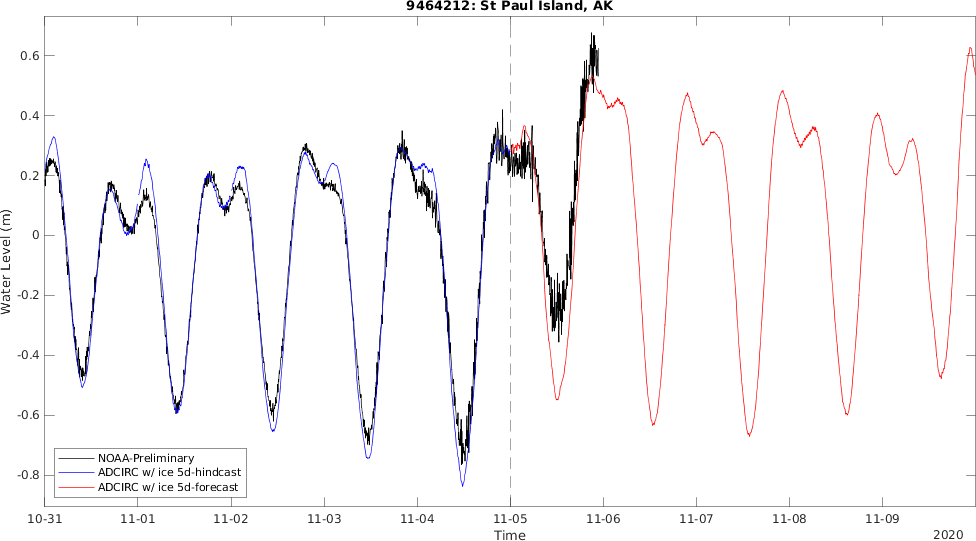 9464212: St Paul Island, AK
Water Level (m)
0.6
0.4
0.2
0
-0.2
-0.4
-0.6
-0.8
NOAA-Preliminary
ADCIRC w/ ice 5d-hindcast
ADCIRC w/ ice 5d-forecast
10-31 11-01 11-02 11-03 11-04 11-05 11-06 11-07 11-08 11-09
Time
2020